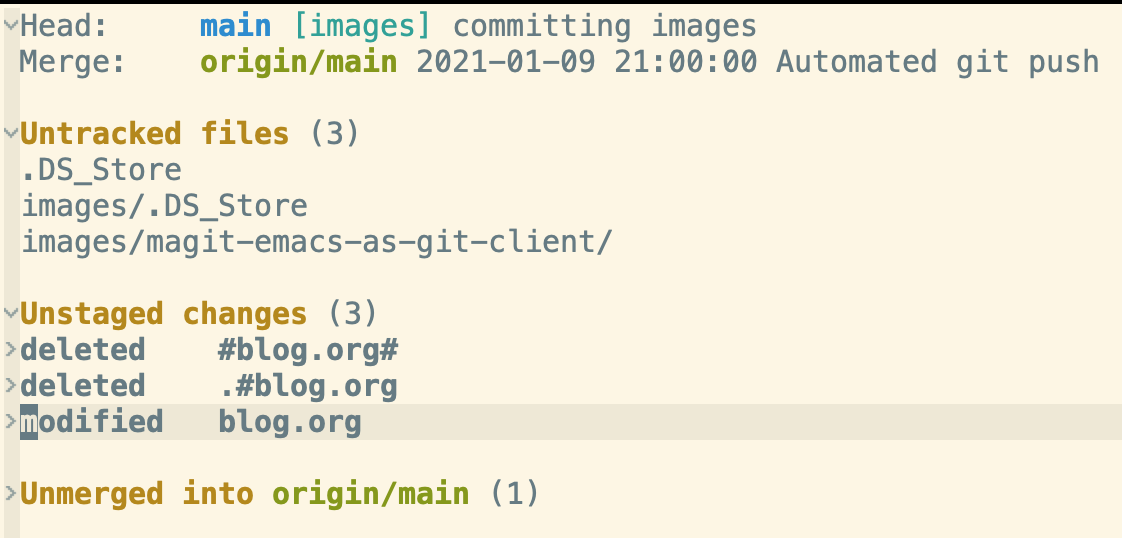 Head: main [images] committing images
Merge: origin/main 2021-01-09 21:00:00 Automated git push
Untracked files (3)
.DS_Store
images/.DS_Store
images/magit-emacs-as-git-client/
Unstaged changes (3)
deleted #blog.org#
deleted .#blog.org
modified blog.org
Unmerged into origin/main (1)